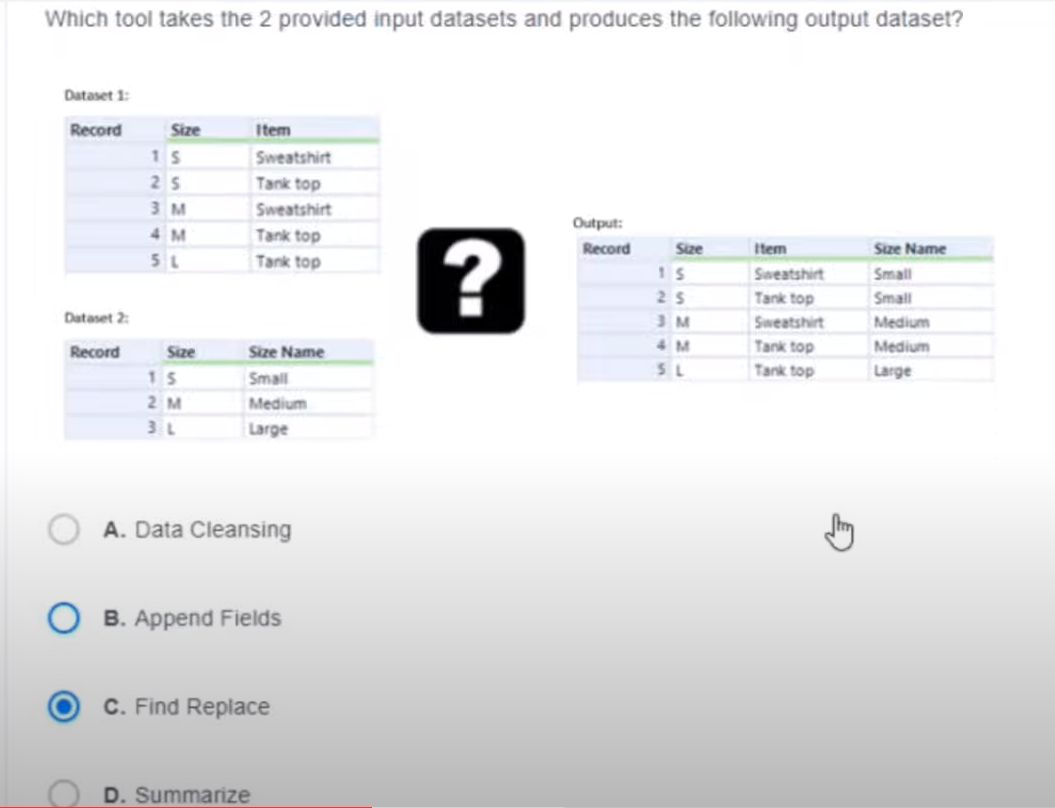 Which tool takes the 2 provided input datasets and produces the following output dataset?
Dataset 1:
Record Size Item
1 S Sweatshirt
2 S Tank top
3 M Sweatshirt
4 M Tank top
5 L Tank top
Dataset 2:
Record Size Size Name
1 S Small
2 M Medium
3 L Large
?
Output:
Record Size Item Size Name
1 S Sweatshirt Small
2 S Tank top Small
3 M Sweatshirt Medium
4 M Tank top Medium
5 L Tank top Large
A. Data Cleansing
B. Append Fields
C. Find Replace
D. Summarize